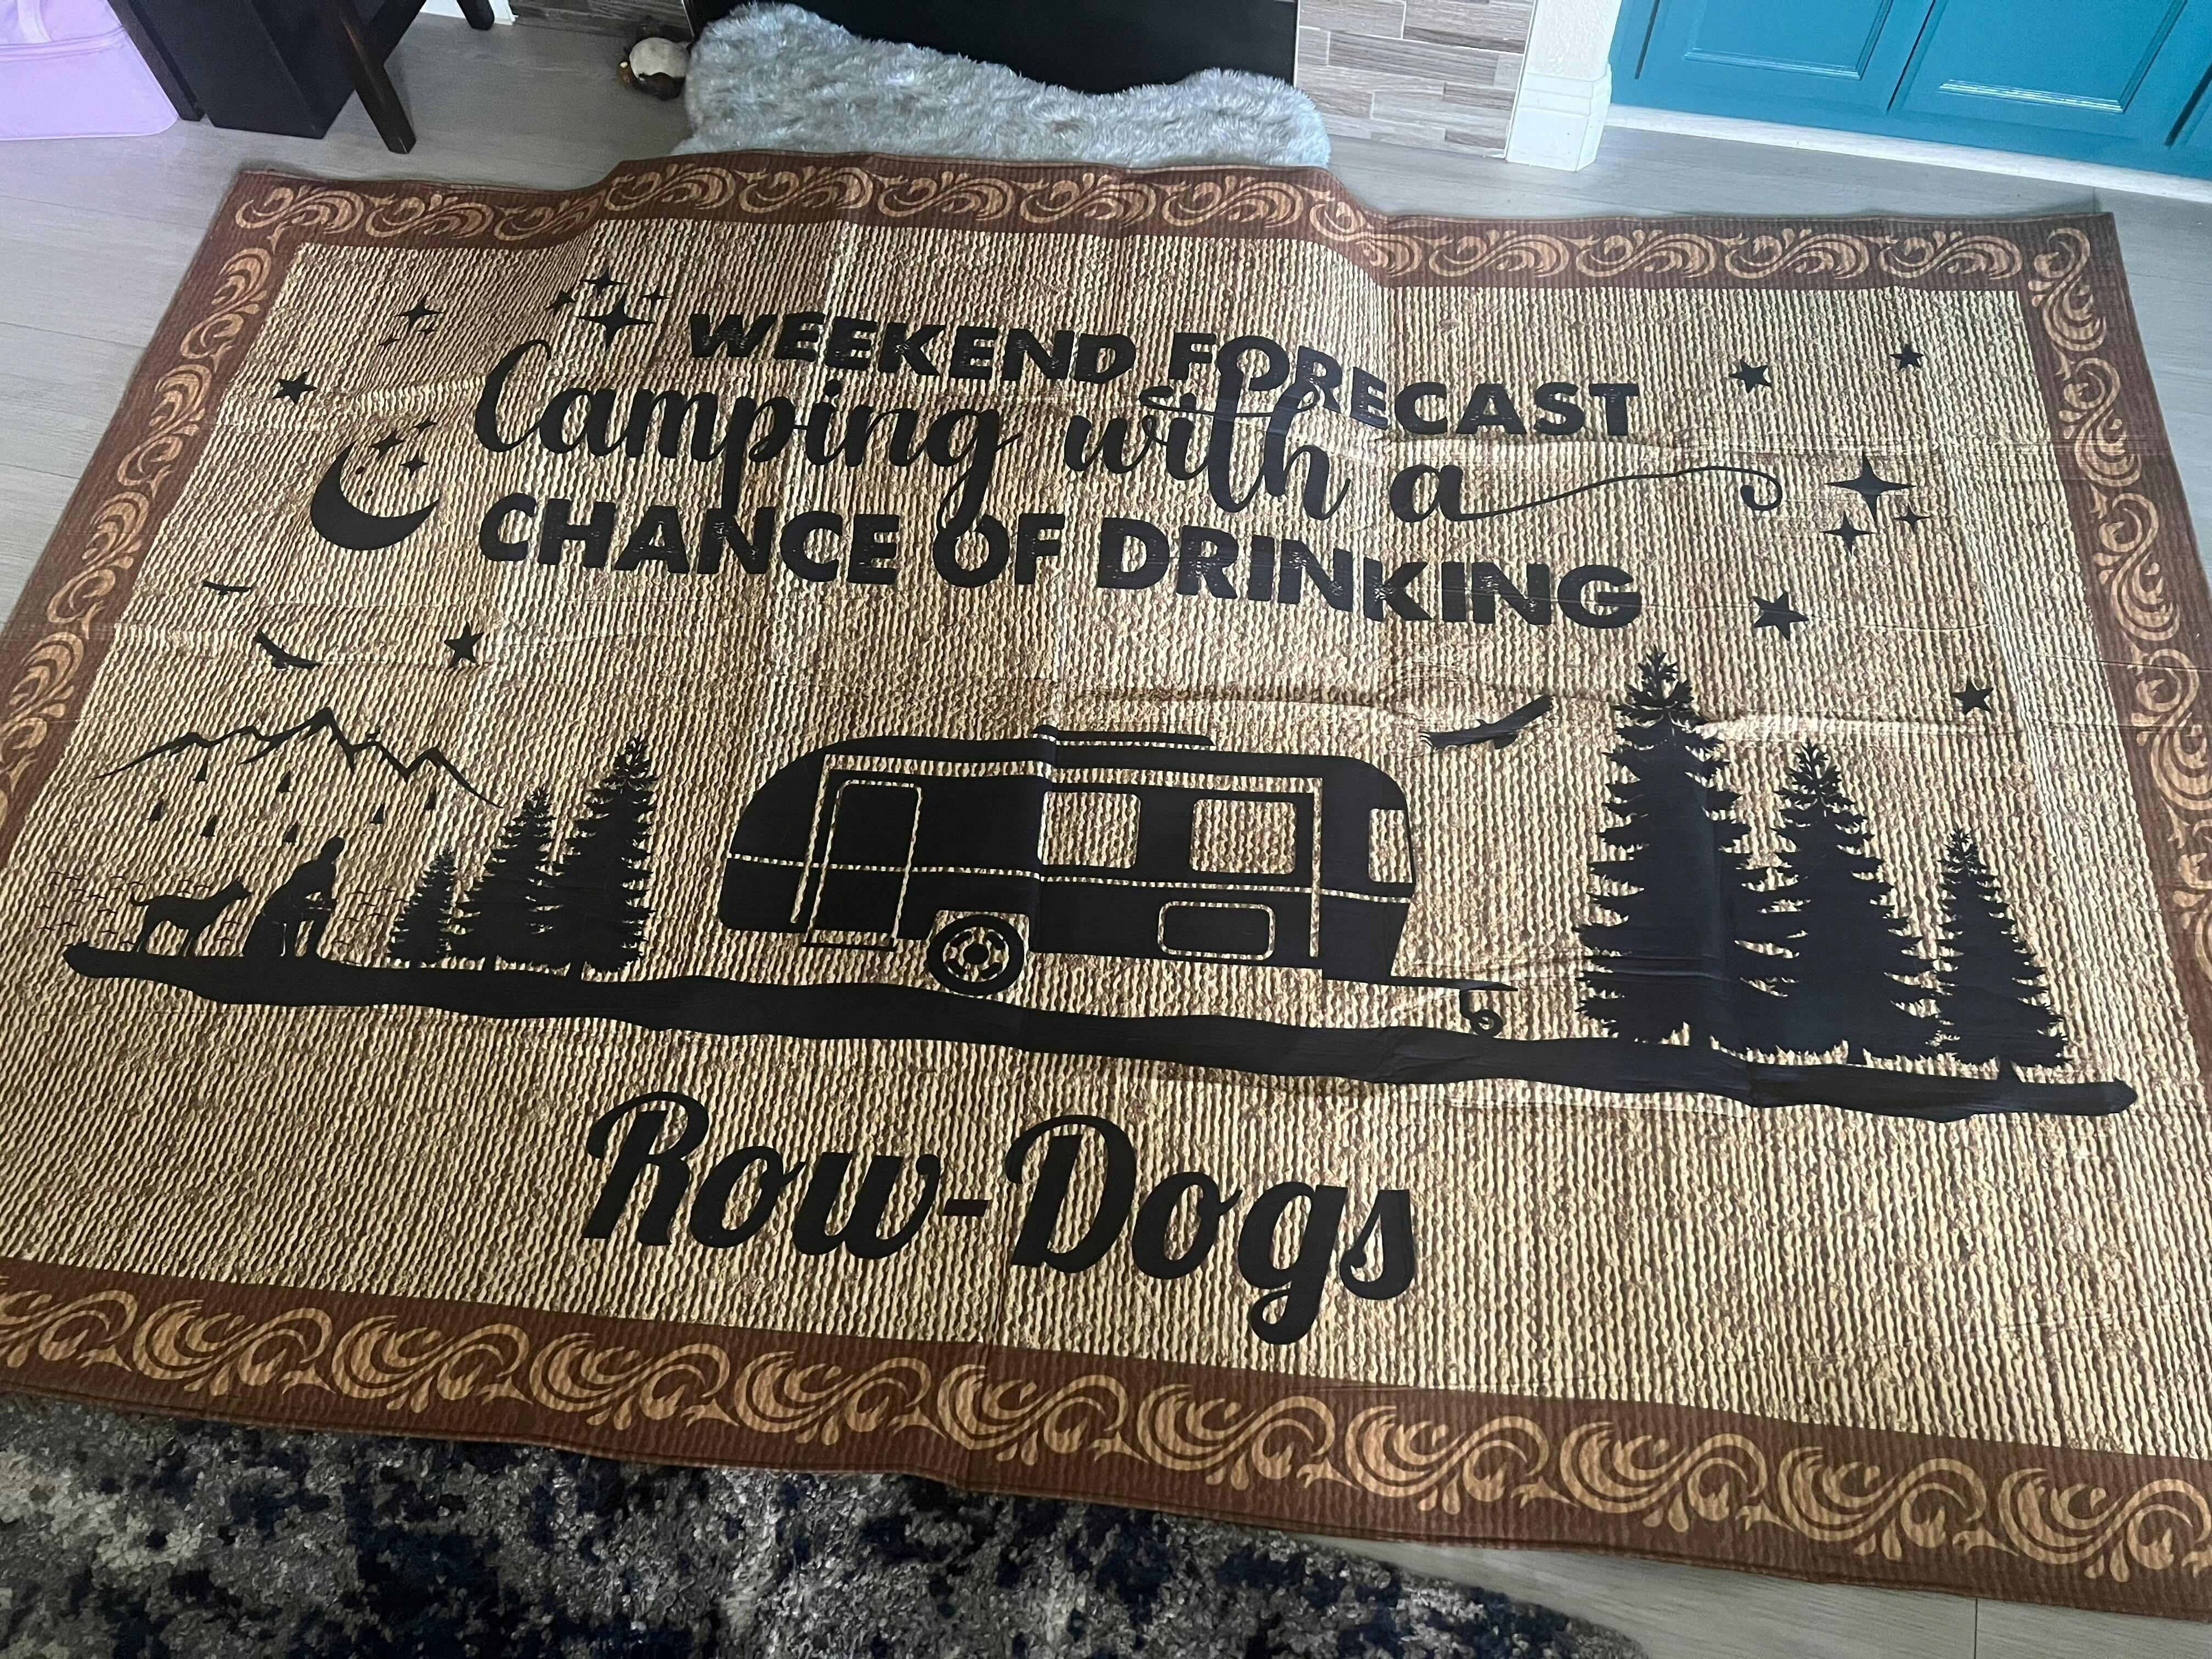 WEEKEND FORECAST
Camping with a
CHANCE OF DRINKING
Row-Dogs